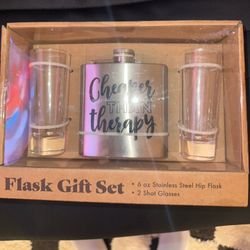 Cheaper
THAN
therapy
Flask Gift Set
• 6 oz Stainless Steel Hip Flask
• 2 Shot Glasses